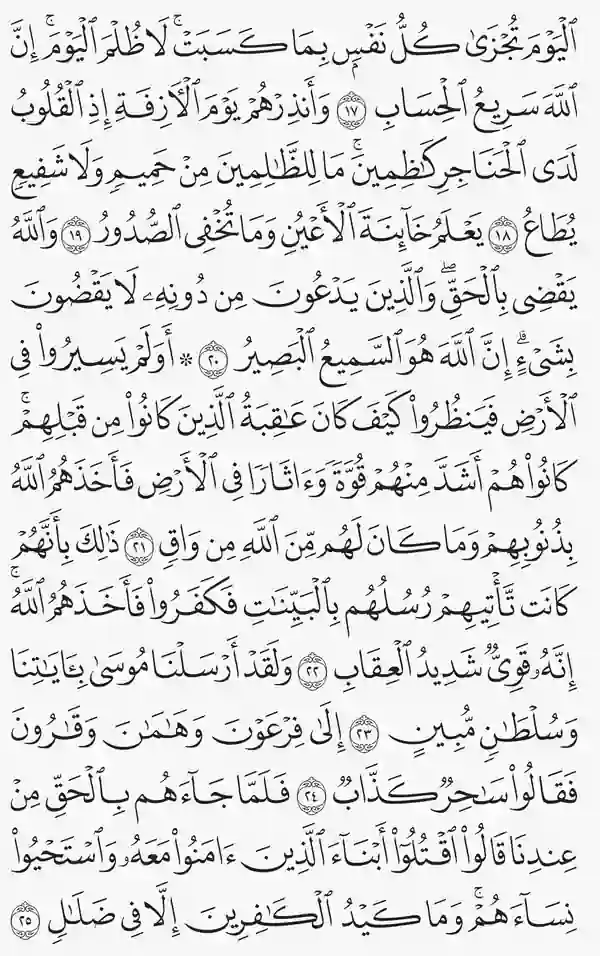 ٱلۡيَوۡمَ تُجۡزَىٰ كُلُّ نَفۡسِۭ بِمَا كَسَبَتۡۚ لَا ظُلۡمَ ٱلۡيَوۡمَۚ إِنَّ
ٱللَّهَ سَرِيعُ ٱلۡحِسَابِ ١٧ وَأَنذِرۡهُمۡ يَوۡمَ ٱلۡأٓزِفَةِ إِذِ ٱلۡقُلُوبُ
لَدَى ٱلۡحَنَاجِرِ كَٰظِمِينَۚ مَا لِلظَّٰلِمِينَ مِنۡ حَمِيمٖ وَلَا شَفِيعٖ
يُطَاعُ ١٨ يَعۡلَمُ خَآئِنَةَ ٱلۡأَعۡيُنِ وَمَا تُخۡفِي ٱلصُّدُورُ ١٩ وَٱللَّهُ
يَقۡضِي بِٱلۡحَقِّۖ وَٱلَّذِينَ يَدۡعُونَ مِن دُونِهِۦ لَا يَقۡضُونَ
بِشَيۡءٍۗ إِنَّ ٱللَّهَ هُوَ ٱلسَّمِيعُ ٱلۡبَصِيرُ ٢٠ ۞ أَوَلَمۡ يَسِيرُواْ فِي
ٱلۡأَرۡضِ فَيَنظُرُواْ كَيۡفَ كَانَ عَٰقِبَةُ ٱلَّذِينَ كَانُواْ مِن قَبۡلِهِمۡۚ
كَانُواْ هُمۡ أَشَدَّ مِنۡهُمۡ قُوَّةٗ وَءَاثَارٗا فِي ٱلۡأَرۡضِ فَأَخَذَهُمُ ٱللَّهُ
بِذُنُوبِهِمۡ وَمَا كَانَ لَهُم مِّنَ ٱللَّهِ مِن وَاقٖ ٢١ ذَٰلِكَ بِأَنَّهُمۡ
كَانَت تَّأۡتِيهِمۡ رُسُلُهُم بِٱلۡبَيِّنَٰتِ فَكَفَرُواْ فَأَخَذَهُمُ ٱللَّهُۚ
إِنَّهُۥ قَوِيّٞ شَدِيدُ ٱلۡعِقَابِ ٢٢ وَلَقَدۡ أَرۡسَلۡنَا مُوسَىٰ بِـَٔايَٰتِنَا
وَسُلۡطَٰنٖ مُّبِينٍ ٢٣ إِلَىٰ فِرۡعَوۡنَ وَهَٰمَٰنَ وَقَٰرُونَ
فَقَالُواْ سَٰحِرٞ كَذَّابٞ ٢٤ فَلَمَّا جَآءَهُم بِٱلۡحَقِّ مِنۡ
عِندِنَا قَالُواْ ٱقۡتُلُوٓاْ أَبۡنَآءَ ٱلَّذِينَ ءَامَنُواْ مَعَهُۥ وَٱسۡتَحۡيُواْ
نِسَآءَهُمۡۚ وَمَا كَيۡدُ ٱلۡكَٰفِرِينَ إِلَّا فِي ضَلَٰلٖ ٢٥